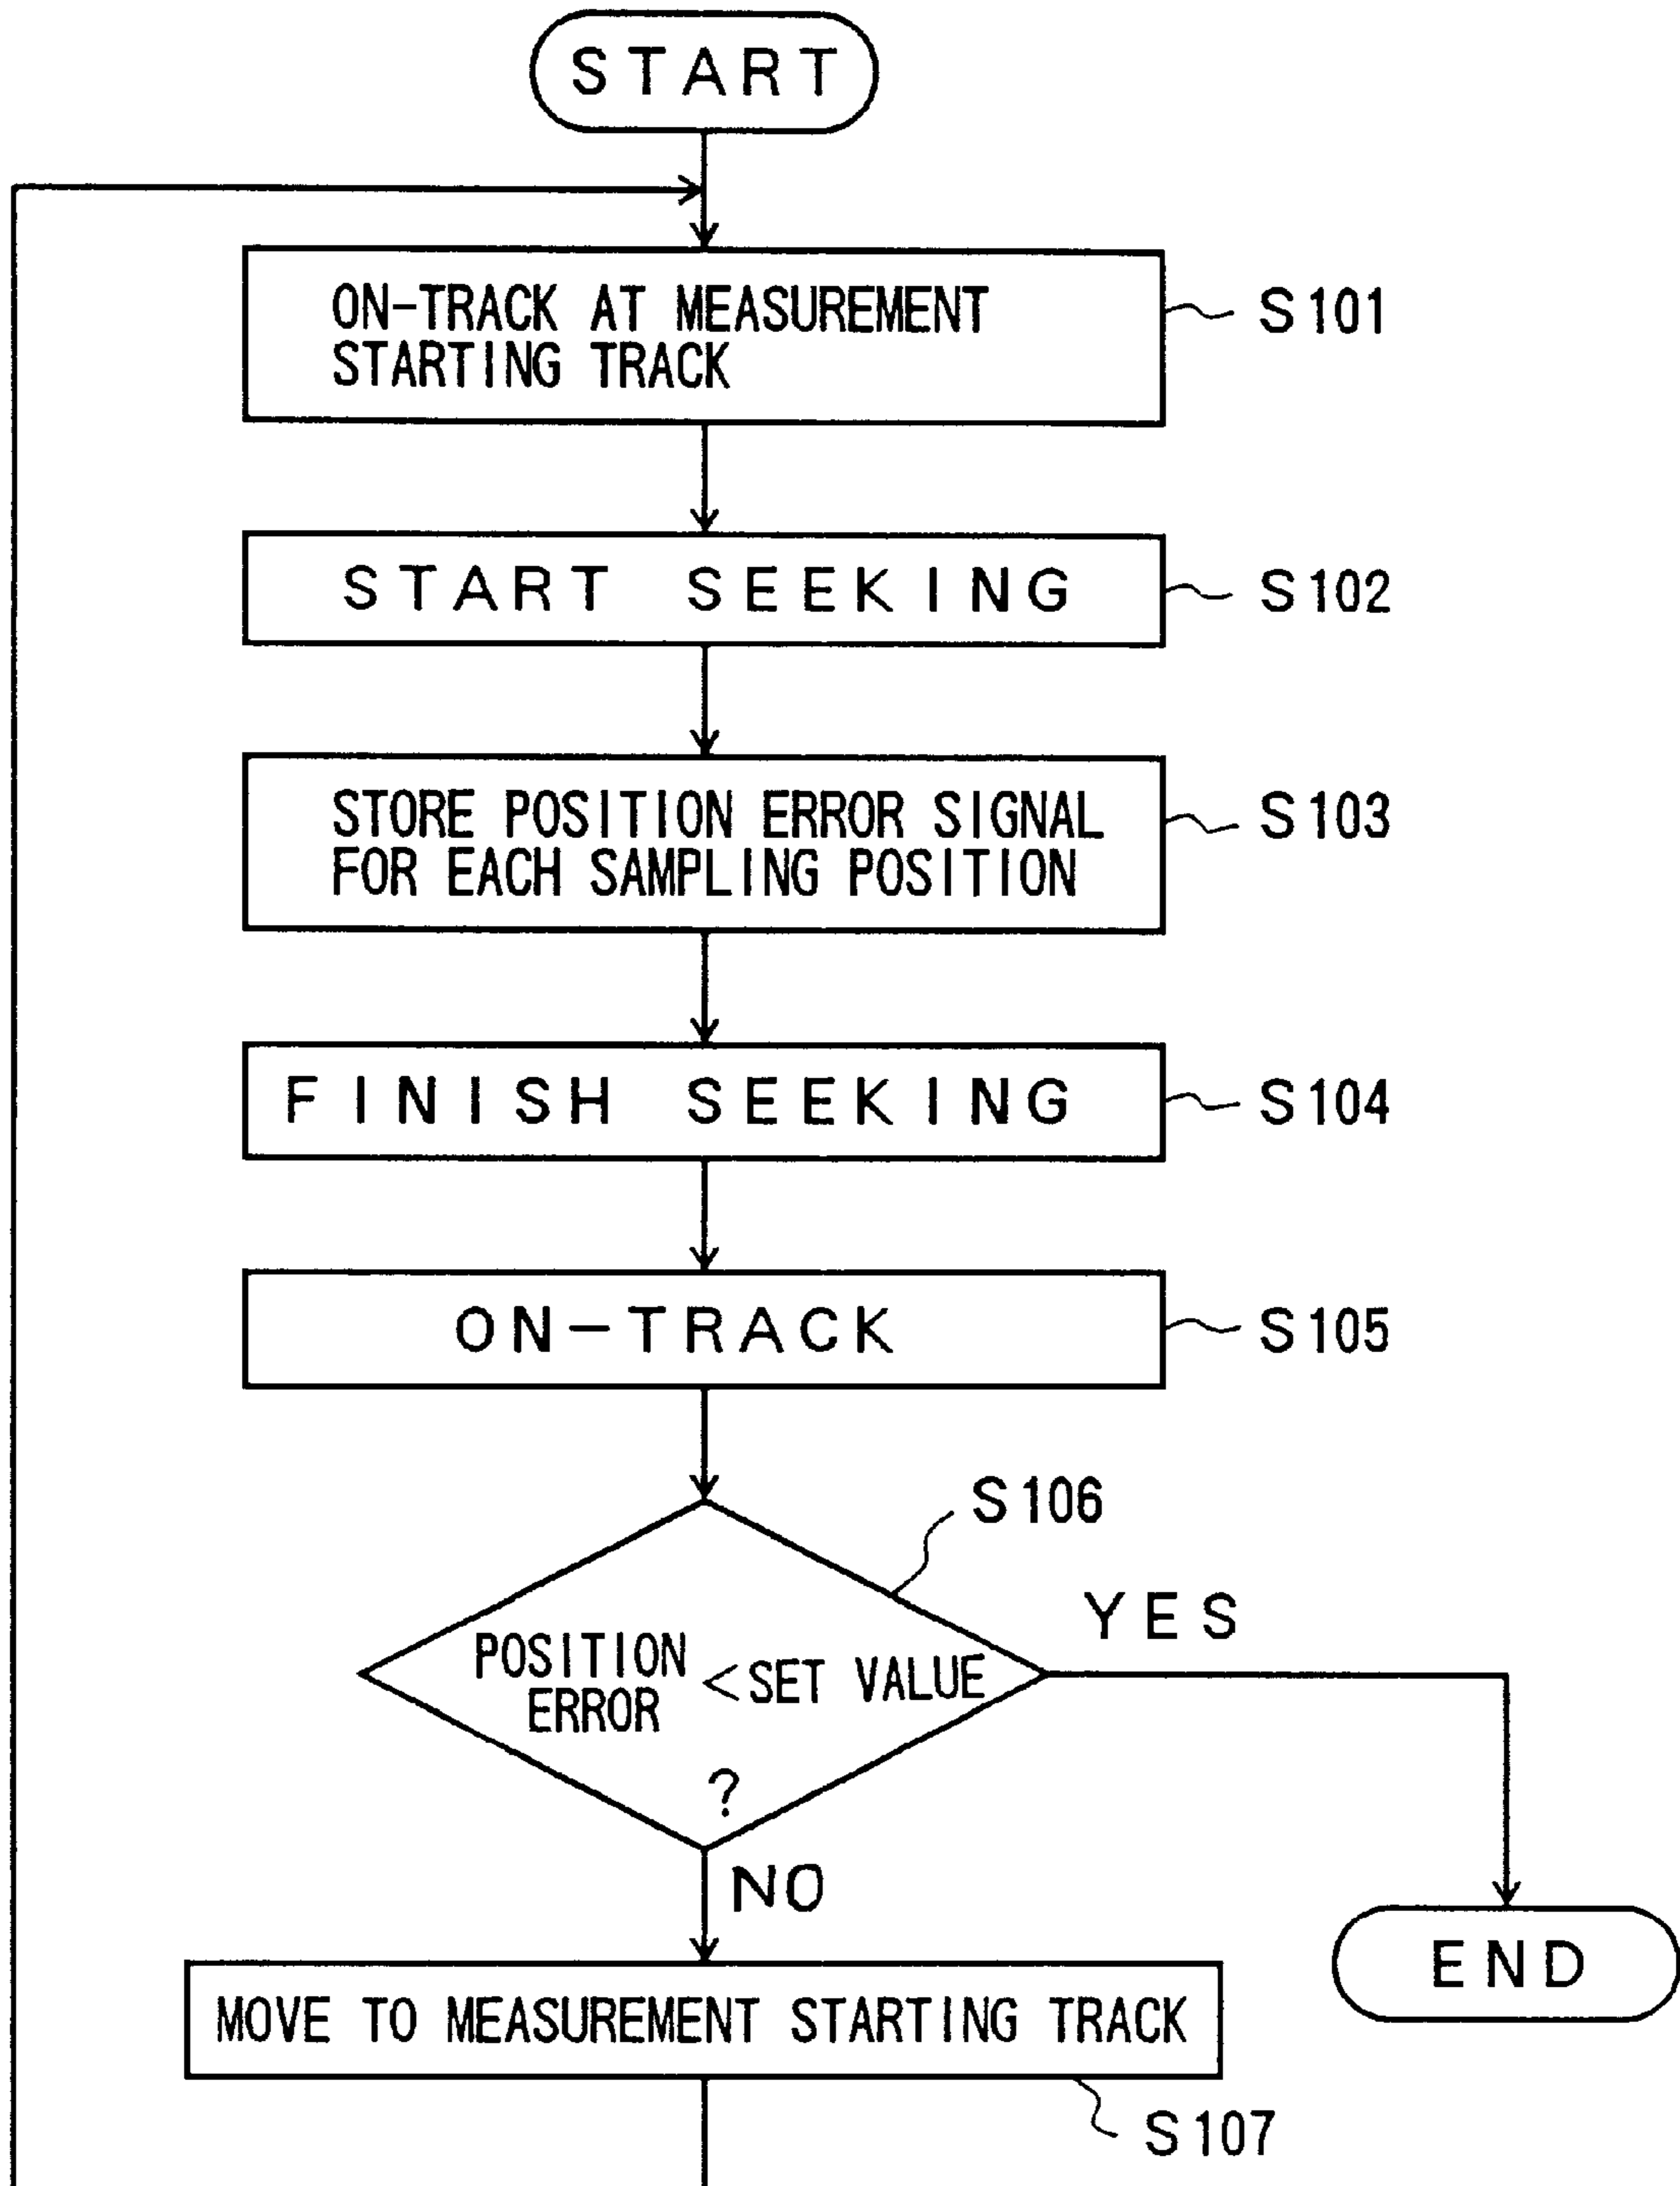 START
ON-TRACK AT MEASUREMENT
STARTING TRACK
S101
START SEEKING
S102
STORE POSITION ERROR SIGNAL
FOR EACH SAMPLING POSITION
S103
FINISH SEEKING
S104
ON-TRACK
S105
S106
POSITION
ERROR
<SET VALUE
?
YES
NO
END
MOVE TO MEASUREMENT STARTING TRACK
S107